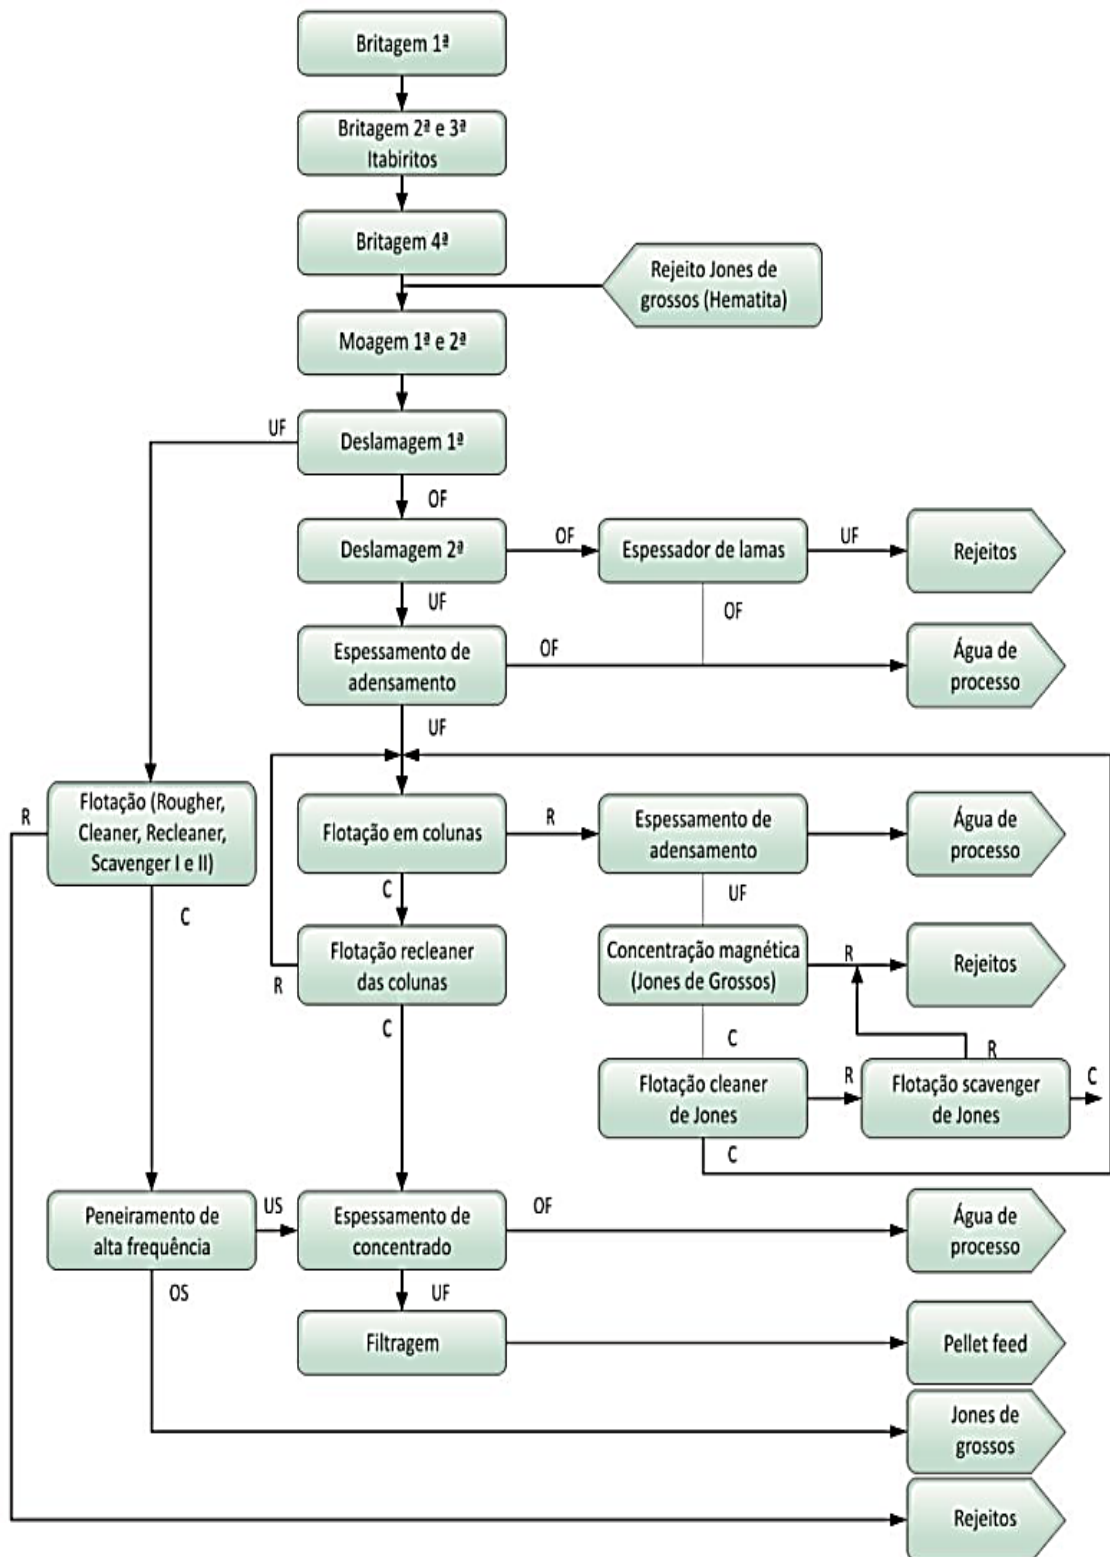 Britagem 1ª
Britagem 2ª e 3ª
Itabiritos
Britagem 4ª
Rejeito Jones de
grossos (Hematita)
Moagem 1ª e 2ª
UF
Deslamagem 1ª
OF
Deslamagem 2ª
OF
Espessador de lamas
UF
Rejeitos
UF
OF
Espessamento de
adensamento
OF
Água de
processo
UF
R
Flotação (Rougher,
Cleaner, Recleaner,
Scavenger I e II)
Flotação em colunas
R
Espessamento de
adensamento
Água de
processo
C
C
UF
Flotação recleaner
das colunas
R
Concentração magnética
(Jones de Grossos)
R
Rejeitos
C
C
R
Flotação cleaner
de Jones
R
Flotação scavenger
de Jones
C
C
Peneiramento de
alta frequência
US
Espessamento de
concentrado
OF
Água de
processo
OS
UF
Filtragem
Pellet feed
Jones de
grossos
Rejeitos